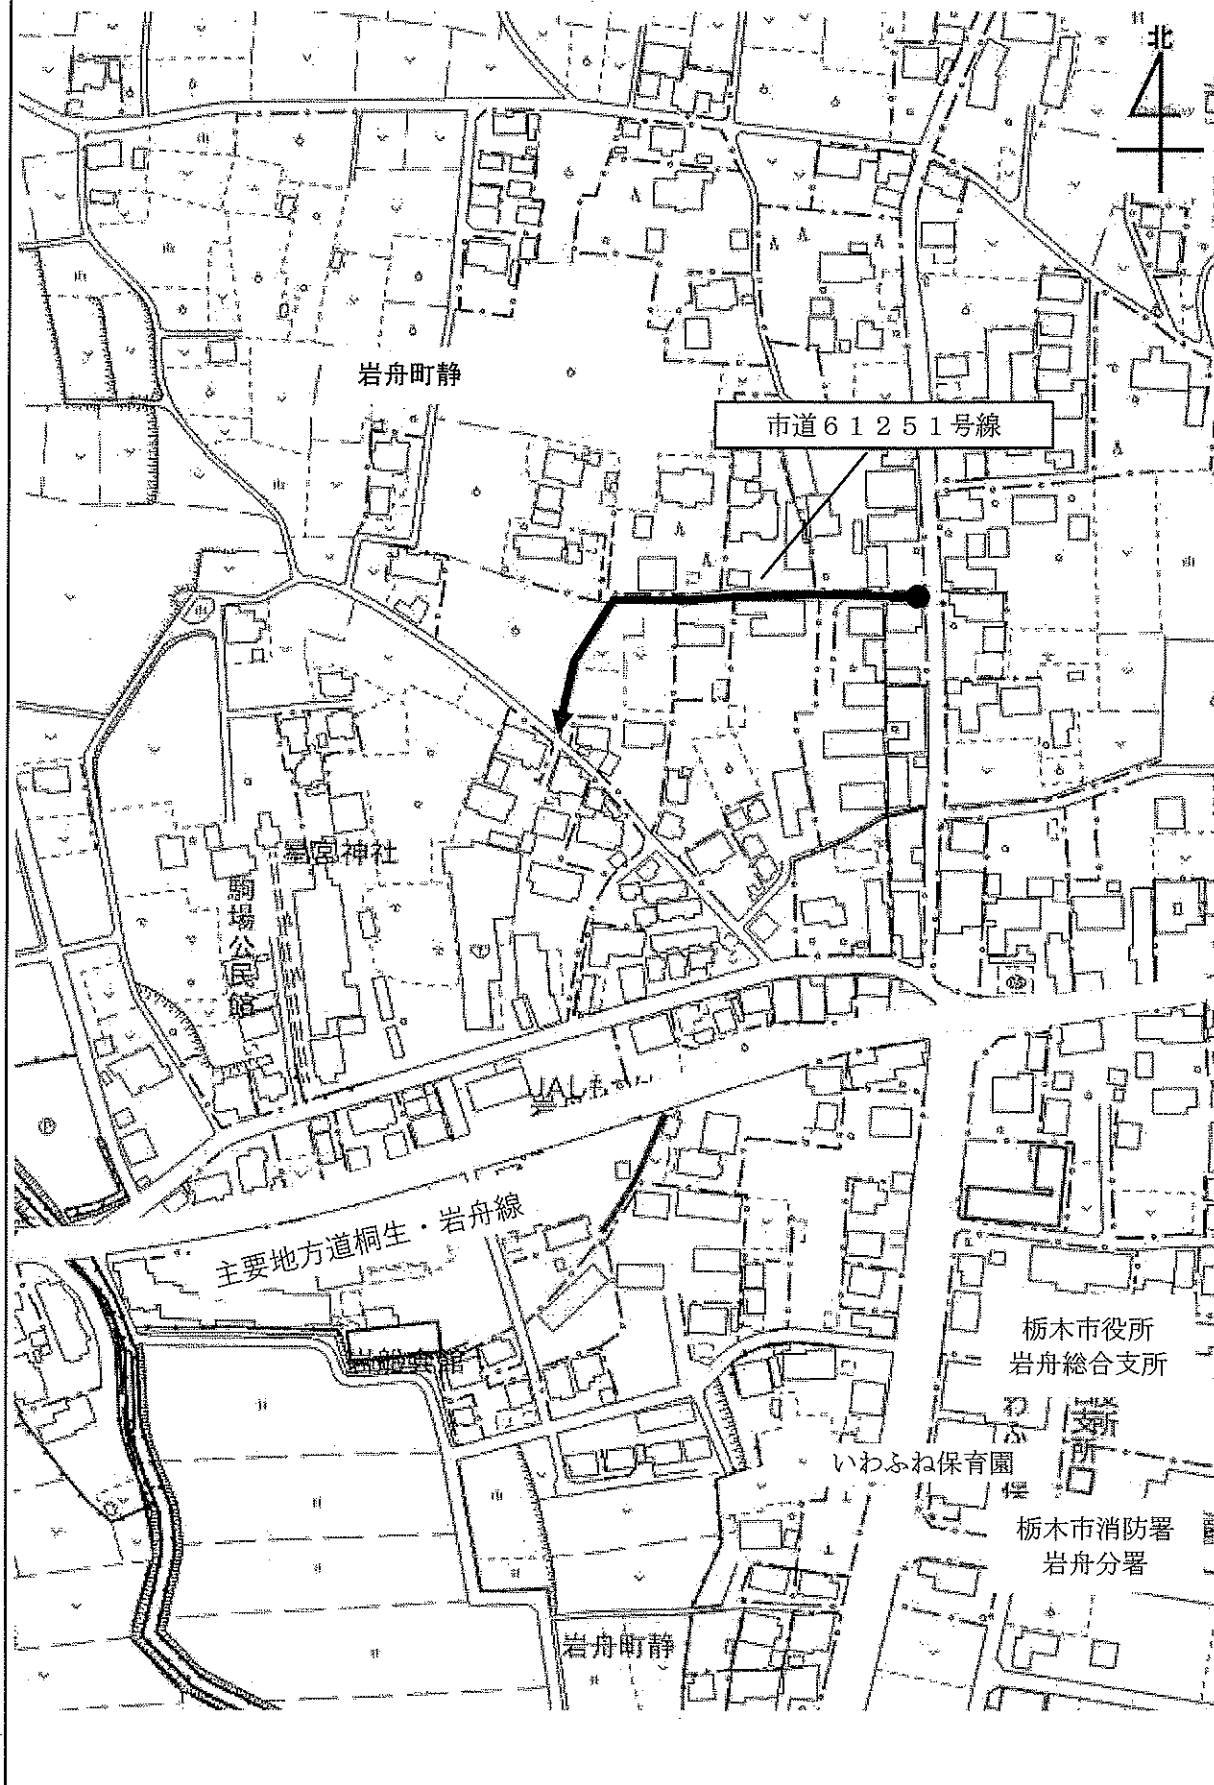 北
岩舟町静
市道61251号線
星宮神社
駒場公民館
主要地方道桐生・岩舟線
栃木市役所
岩舟総合支所
いわふね保育園
栃木市消防署
岩舟分署
岩舟町静